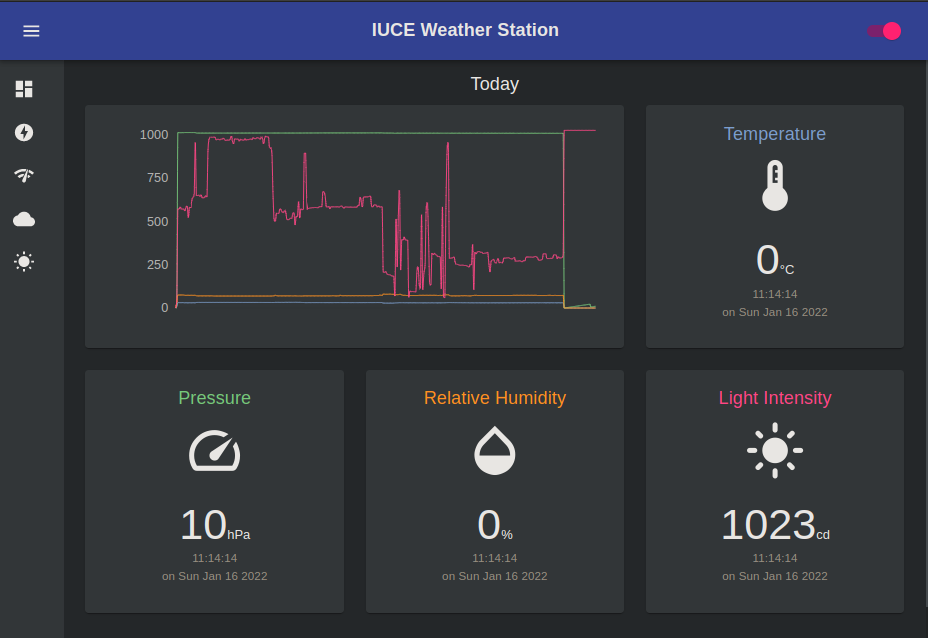 IUCE Weather Station
Today
1000
750
500
250
0
Temperature
0°C
11:14:14
on Sun Jan 16 2022
Pressure
10hPa
11:14:14
on Sun Jan 16 2022
Relative Humidity
0%
11:14:14
on Sun Jan 16 2022
Light Intensity
1023cd
11:14:14
on Sun Jan 16 2022